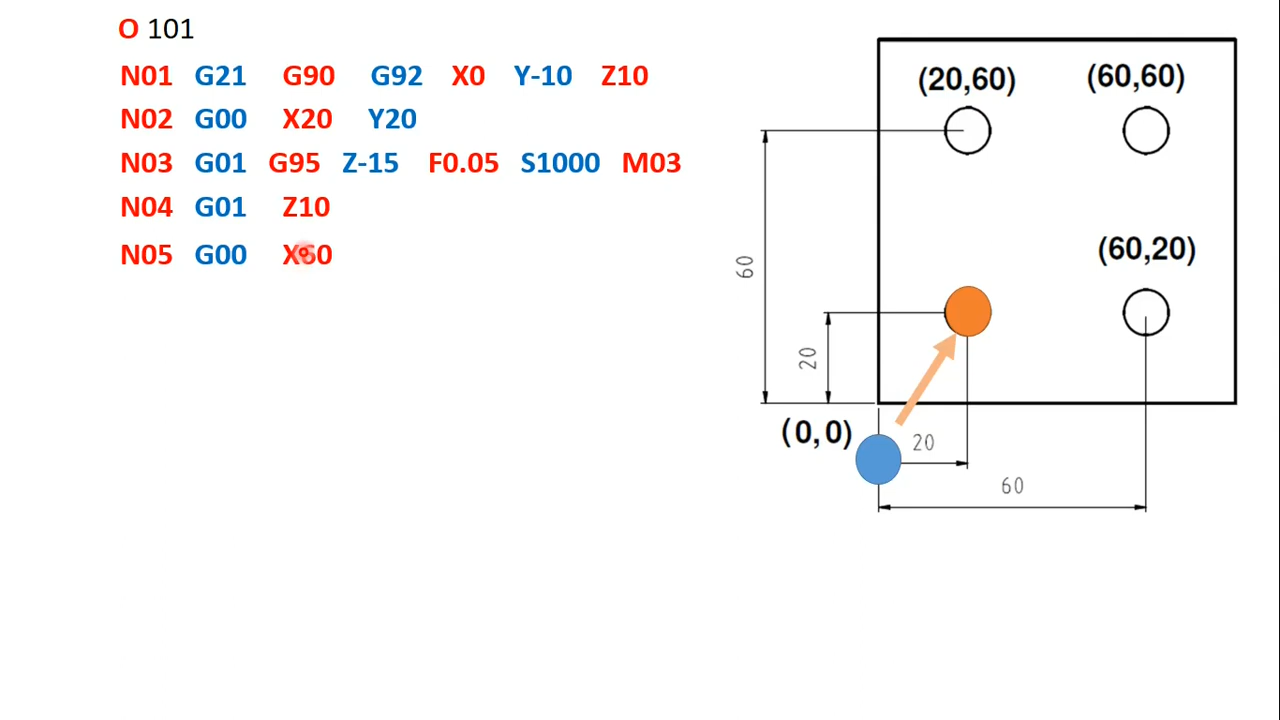 O 101
N01 G21 G90 G92 X0 Y-10 Z10
N02 G00 X20 Y20
N03 G01 G95 Z-15 F0.05 S1000 M03
N04 G01 Z10
N05 G00 X60
(20,60) (60,60)
60
(60,20)
20
(0,0)
20
60